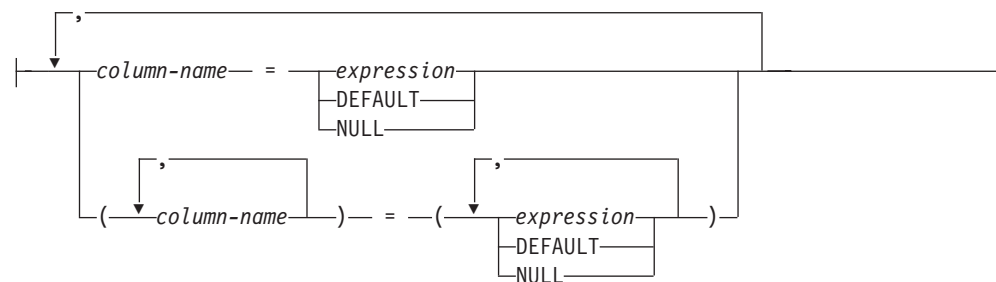 ,
column-name = expression
DEFAULT
NULL
, ,
( column-name ) = ( expression )
DEFAULT
NULL